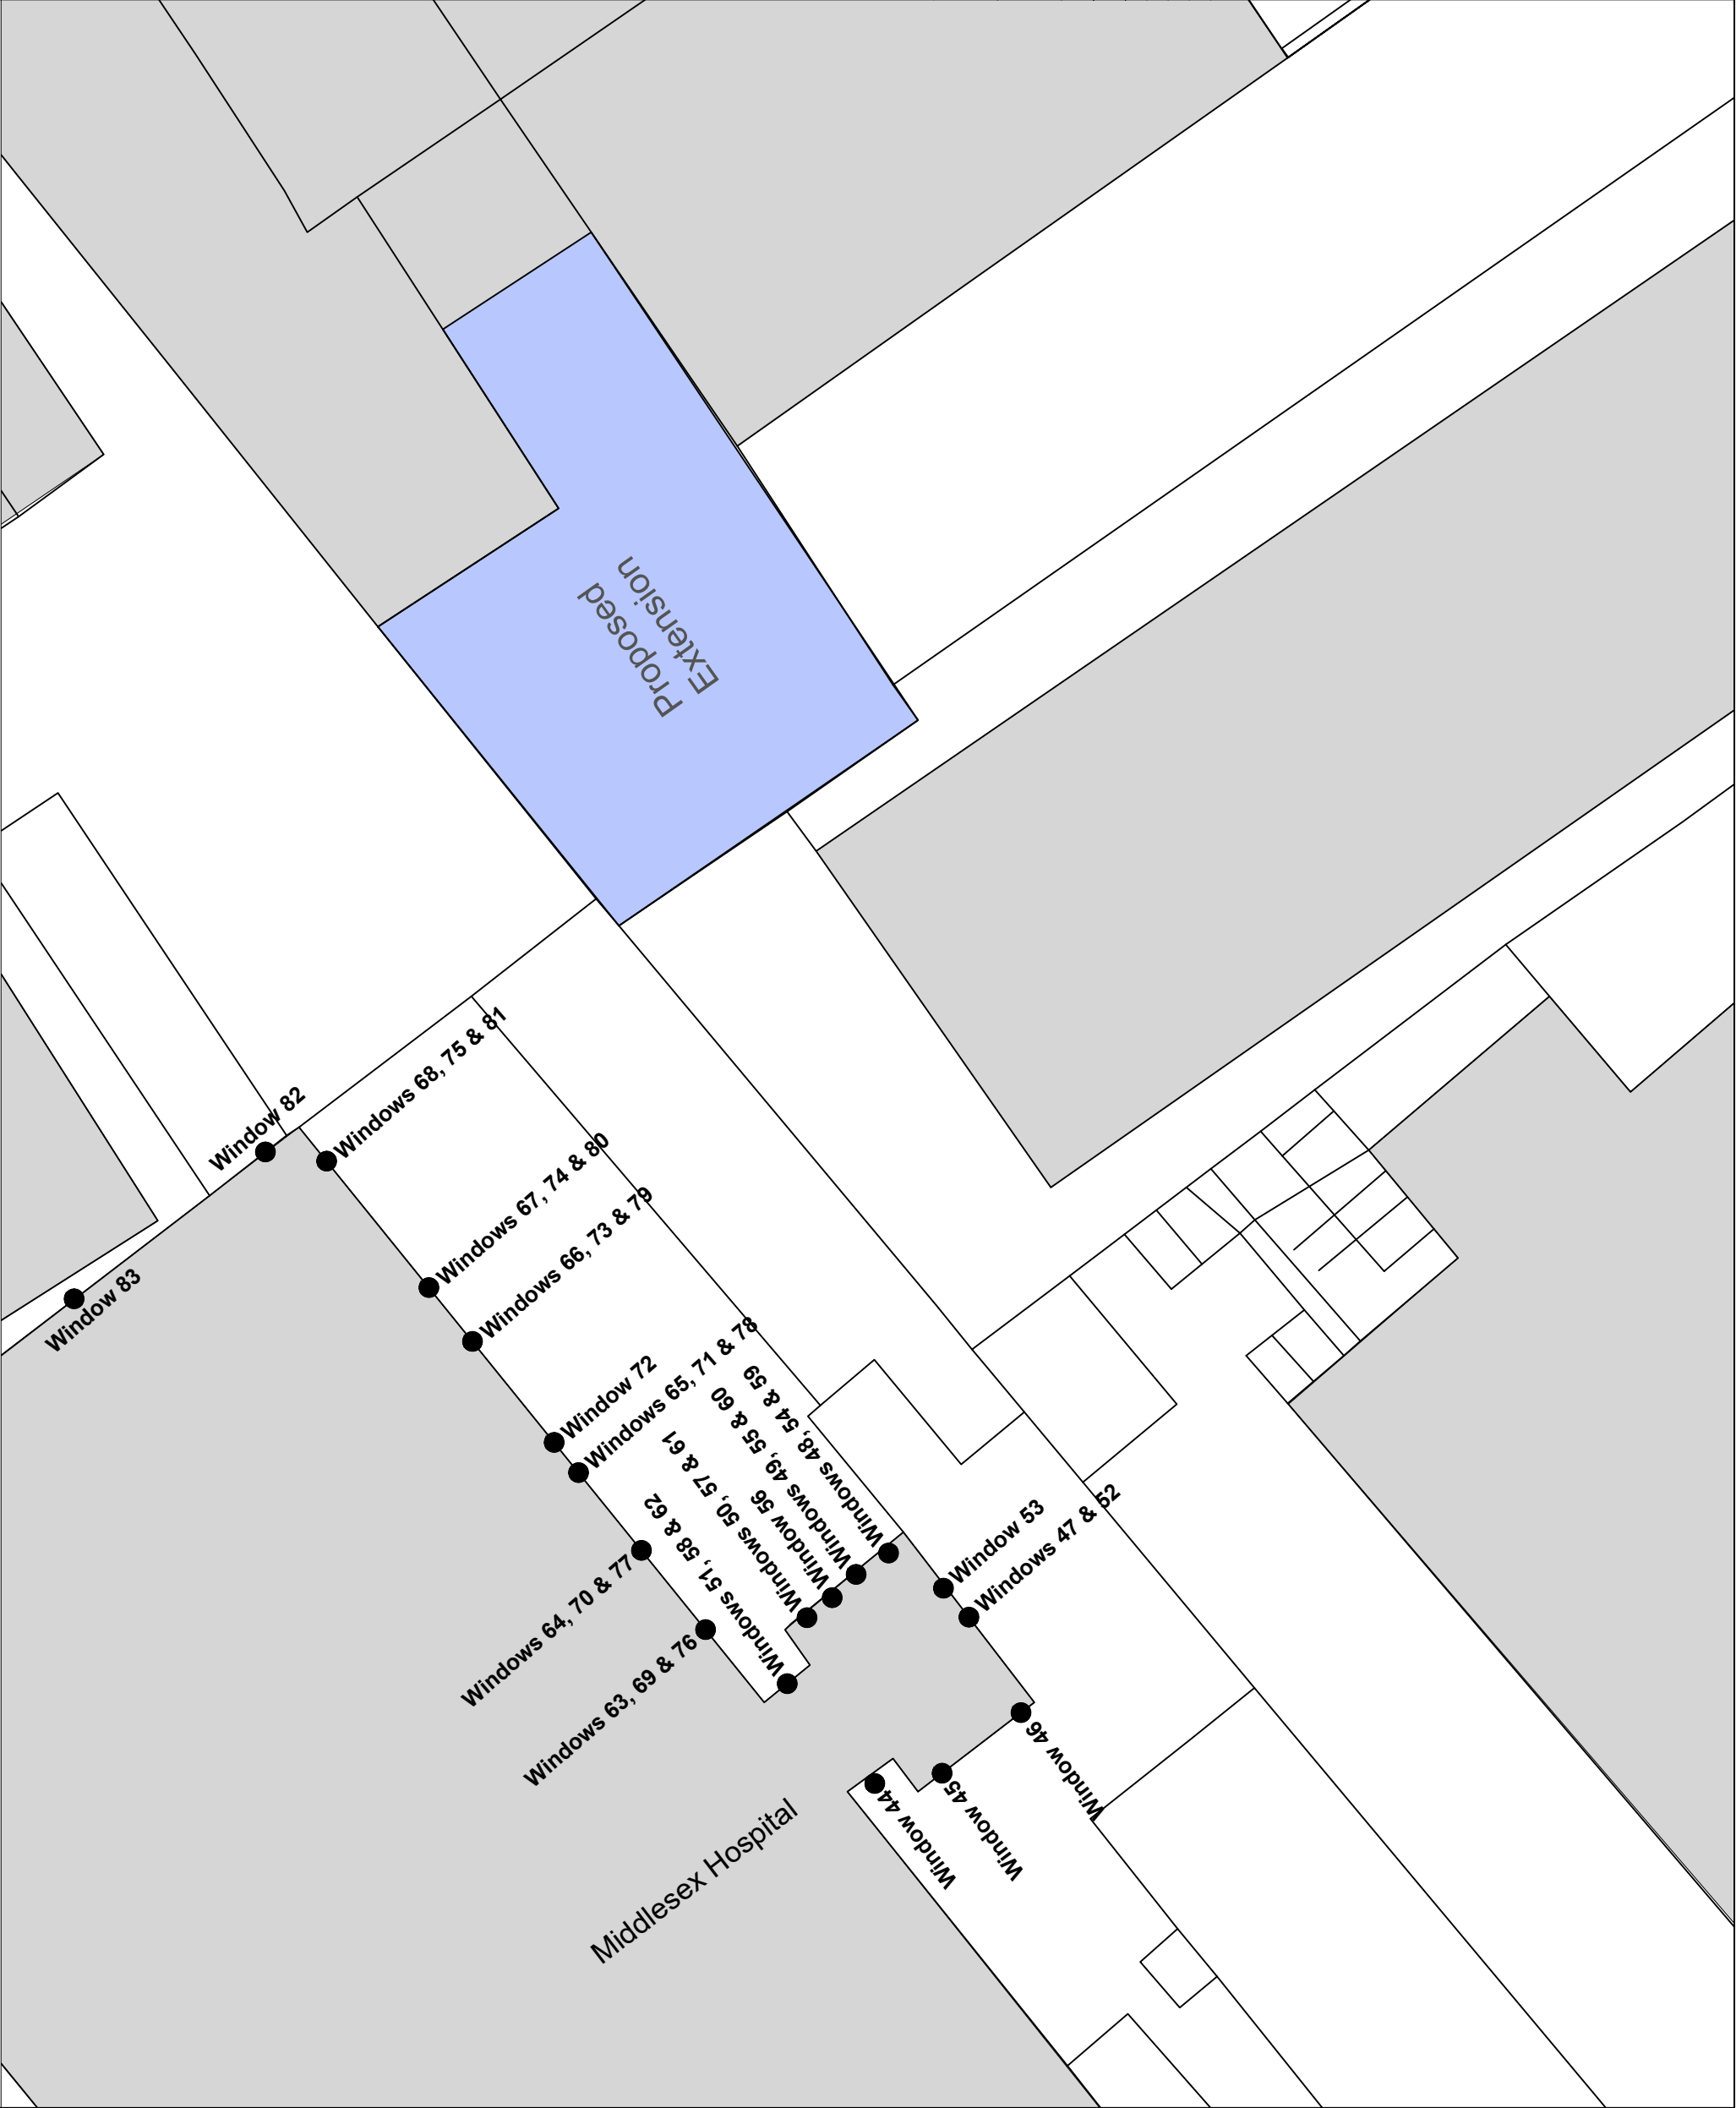 Proposed
Extension
Window 82
Windows 68, 75 & 81
Window 83
Windows 67, 74 & 80
Windows 66, 73 & 79
Window 72
Windows 65, 71 & 78
Windows 64, 70 & 77
Windows 63, 69 & 76
Windows 51, 58 & 62
Windows 50, 57 & 61
Window 56
Windows 49, 55 & 60
Windows 48, 54 & 59
Window 53
Windows 47 & 52
Window 46
Window 45
Window 44
Middlesex Hospital